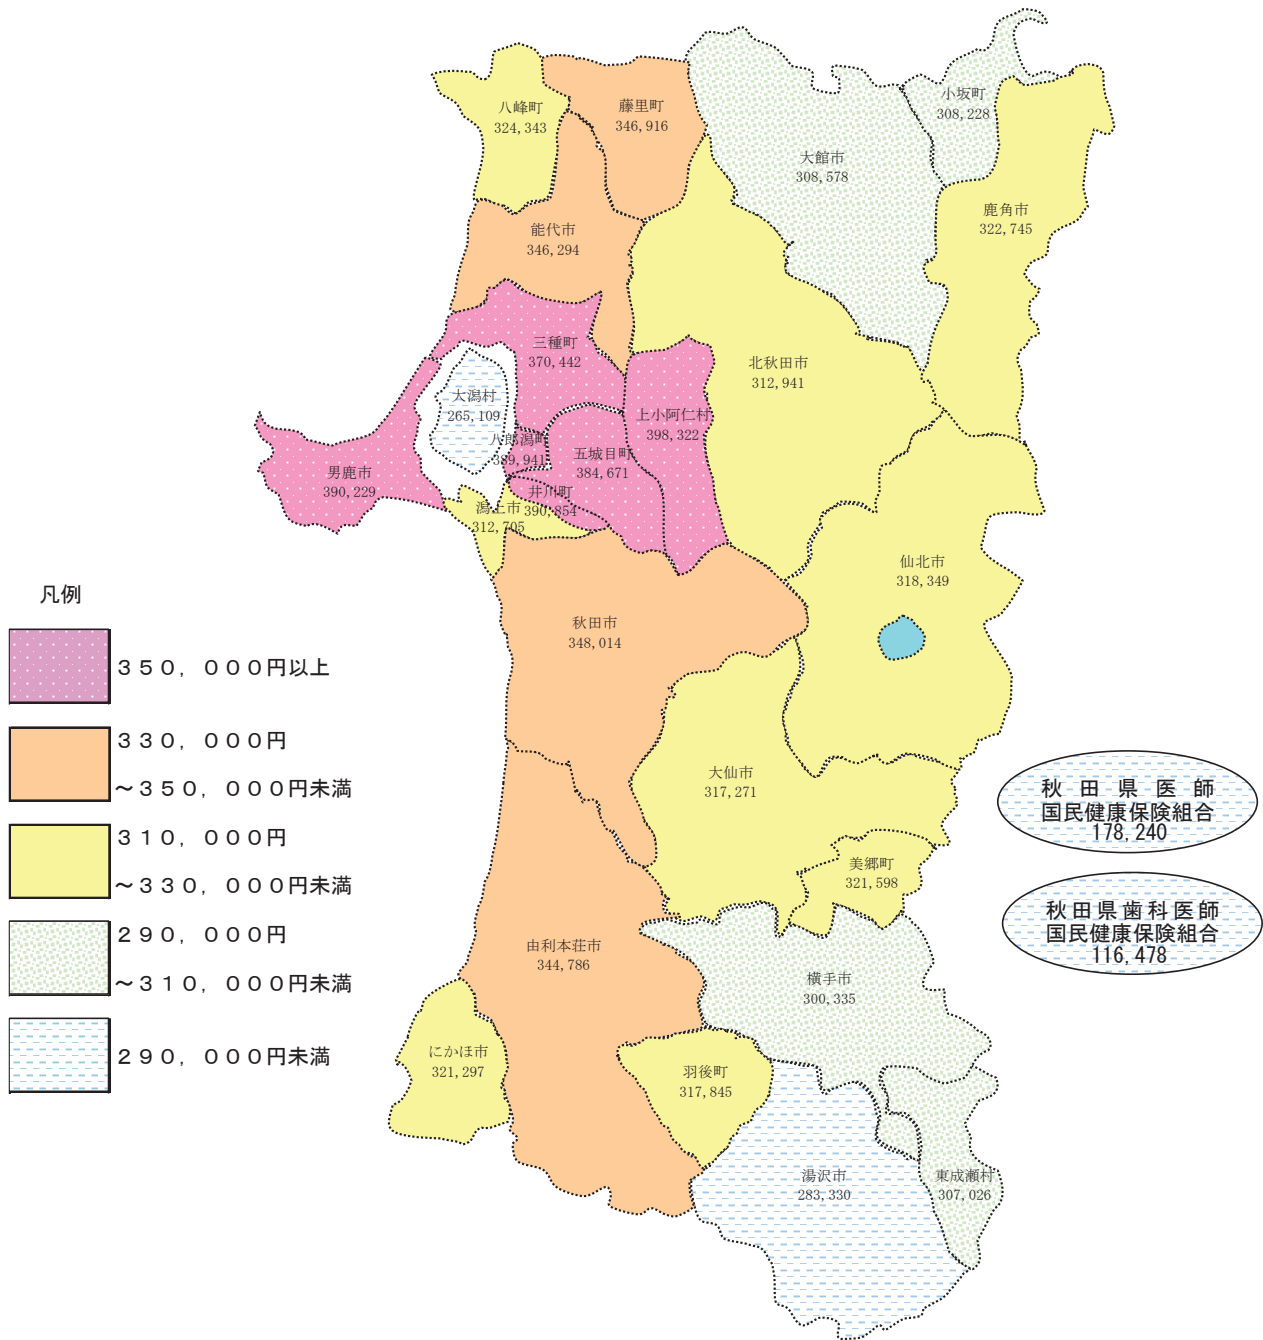 八峰町
324,343
藤里町
346,916
小坂町
308,228
大館市
308,578
鹿角市
322,745
能代市
346,294
三種町
370,442
北秋田市
312,941
大潟村
265,109
上小阿仁村
398,322
八郎潟町
389,941
五城目町
384,671
男鹿市
390,229
井川町
390,854
潟上市
312,705
仙北市
318,349
秋田市
348,014
凡例
350,000円以上
330,000円
~350,000円未満
310,000円
~330,000円未満
290,000円
~310,000円未満
290,000円未満
大仙市
317,271
美郷町
321,598
秋田県医師
国民健康保険組合
178,240
秋田県歯科医師
国民健康保険組合
116,478
由利本荘市
344,786
横手市
300,335
にかほ市
321,297
羽後町
317,845
湯沢市
283,330
東成瀬村
307,026